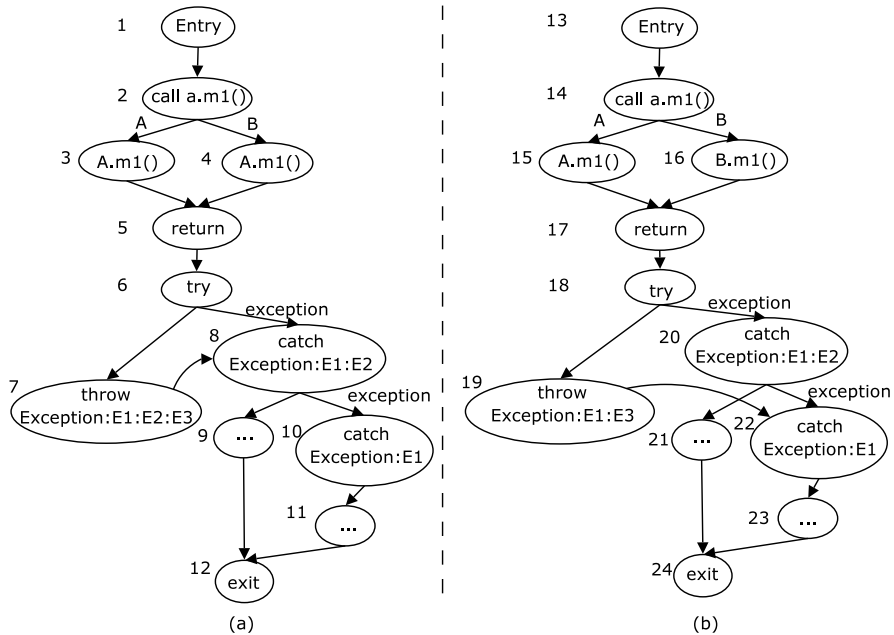 1
Entry
2
call a.m1()
A
B
3
A.m1()
4
A.m1()
5
return
6
try
exception
8
catch
Exception:E1:E2
7
throw
Exception:E1:E2:E3
exception
9
...
10
catch
Exception:E1
11
...
12
exit
(a)
13
Entry
14
call a.m1()
A
B
15
A.m1()
16
B.m1()
17
return
18
try
exception
20
catch
Exception:E1:E2
19
throw
Exception:E1:E3
exception
21
...
22
catch
Exception:E1
23
...
24
exit
(b)